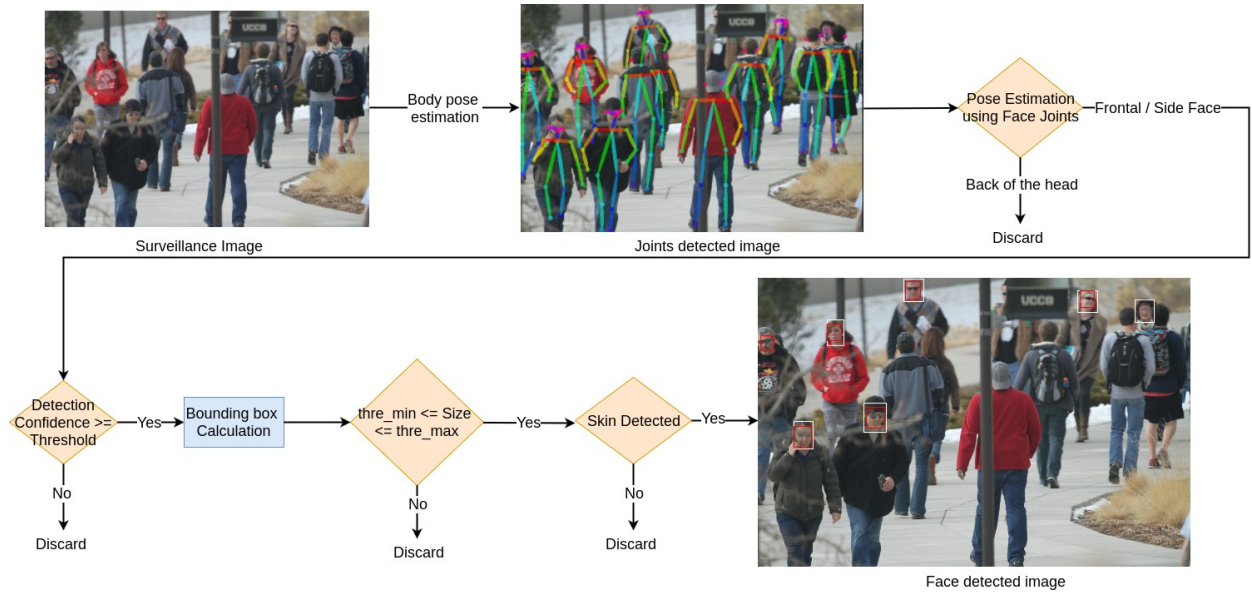 UCCS
UCCS
Body pose
estimation
Pose Estimation
using Face Joints
Frontal / Side Face
Back of the head
Discard
Surveillance Image
Joints detected image
UCCS
Detection
Confidence >=
Threshold
Yes
Bounding box
Calculation
thre_min <= Size
<= thre_max
Yes
Skin Detected
Yes
No
No
No
Discard
Discard
Discard
Face detected image